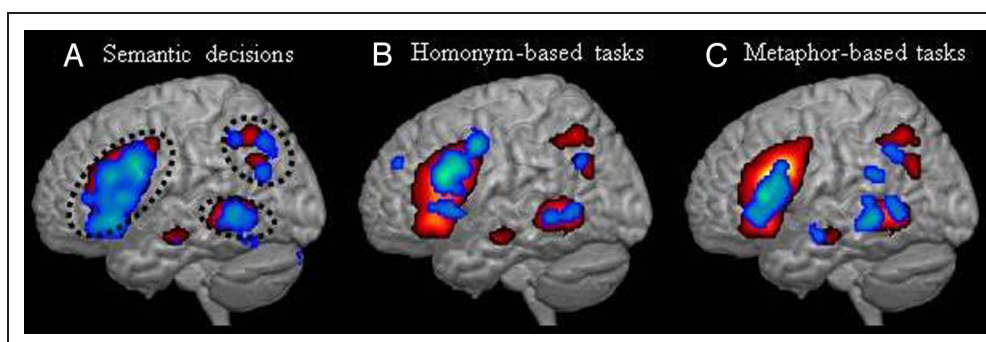 A Semantic decisions
B Homonym-based tasks
C Metaphor-based tasks